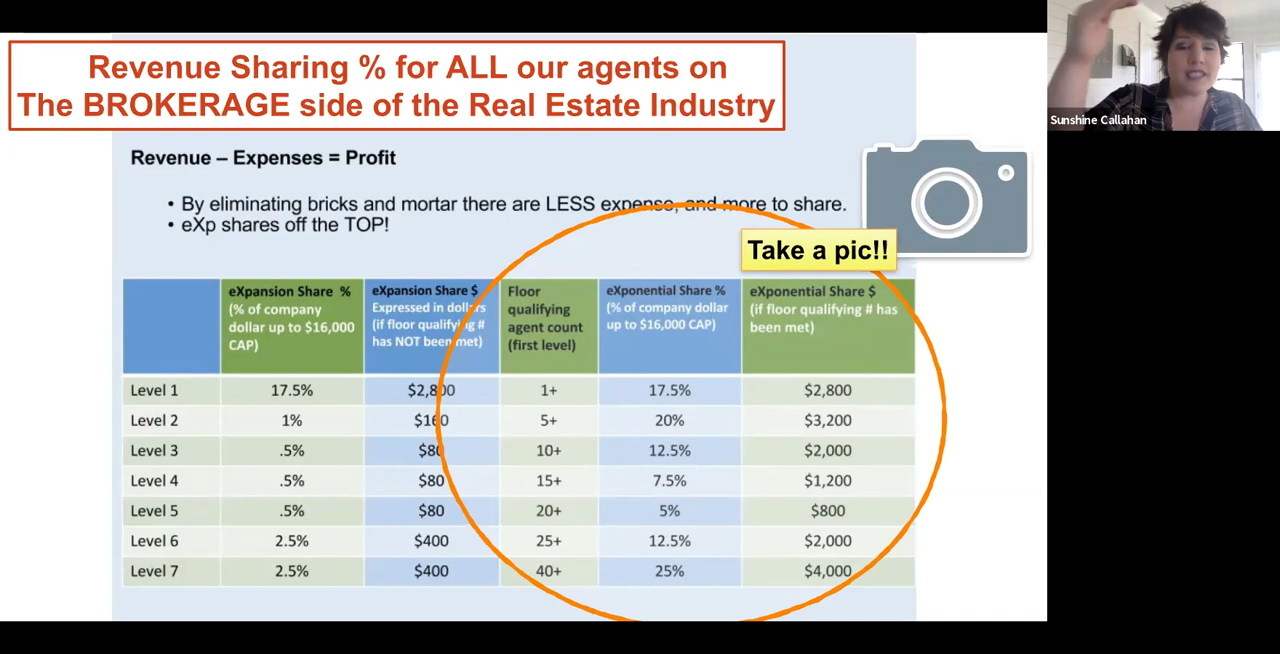 Revenue Sharing % for ALL our agents on
The BROKERAGE side of the Real Estate Industry
Sunshine Callahan
Revenue – Expenses = Profit
• By eliminating bricks and mortar there are LESS expense, and more to share.
• eXp shares off the TOP!
Take a pic!!
eXpansion Share %
(% of company
dollar up to $16,000
CAP)
eXpansion Share $
Expressed in dollars
(if floor qualifying #
has NOT been met)
Floor
qualifying
agent count
(first level)
eXponential Share %
(% of company dollar
up to $16,000 CAP)
eXponential Share $
(if floor qualifying # has
been met)
Level 1 17.5% $2,800 1+ 17.5% $2,800
Level 2 1% $160 5+ 20% $3,200
Level 3 .5% $80 10+ 12.5% $2,000
Level 4 .5% $80 15+ 7.5% $1,200
Level 5 .5% $80 20+ 5% $800
Level 6 2.5% $400 25+ 12.5% $2,000
Level 7 2.5% $400 40+ 25% $4,000